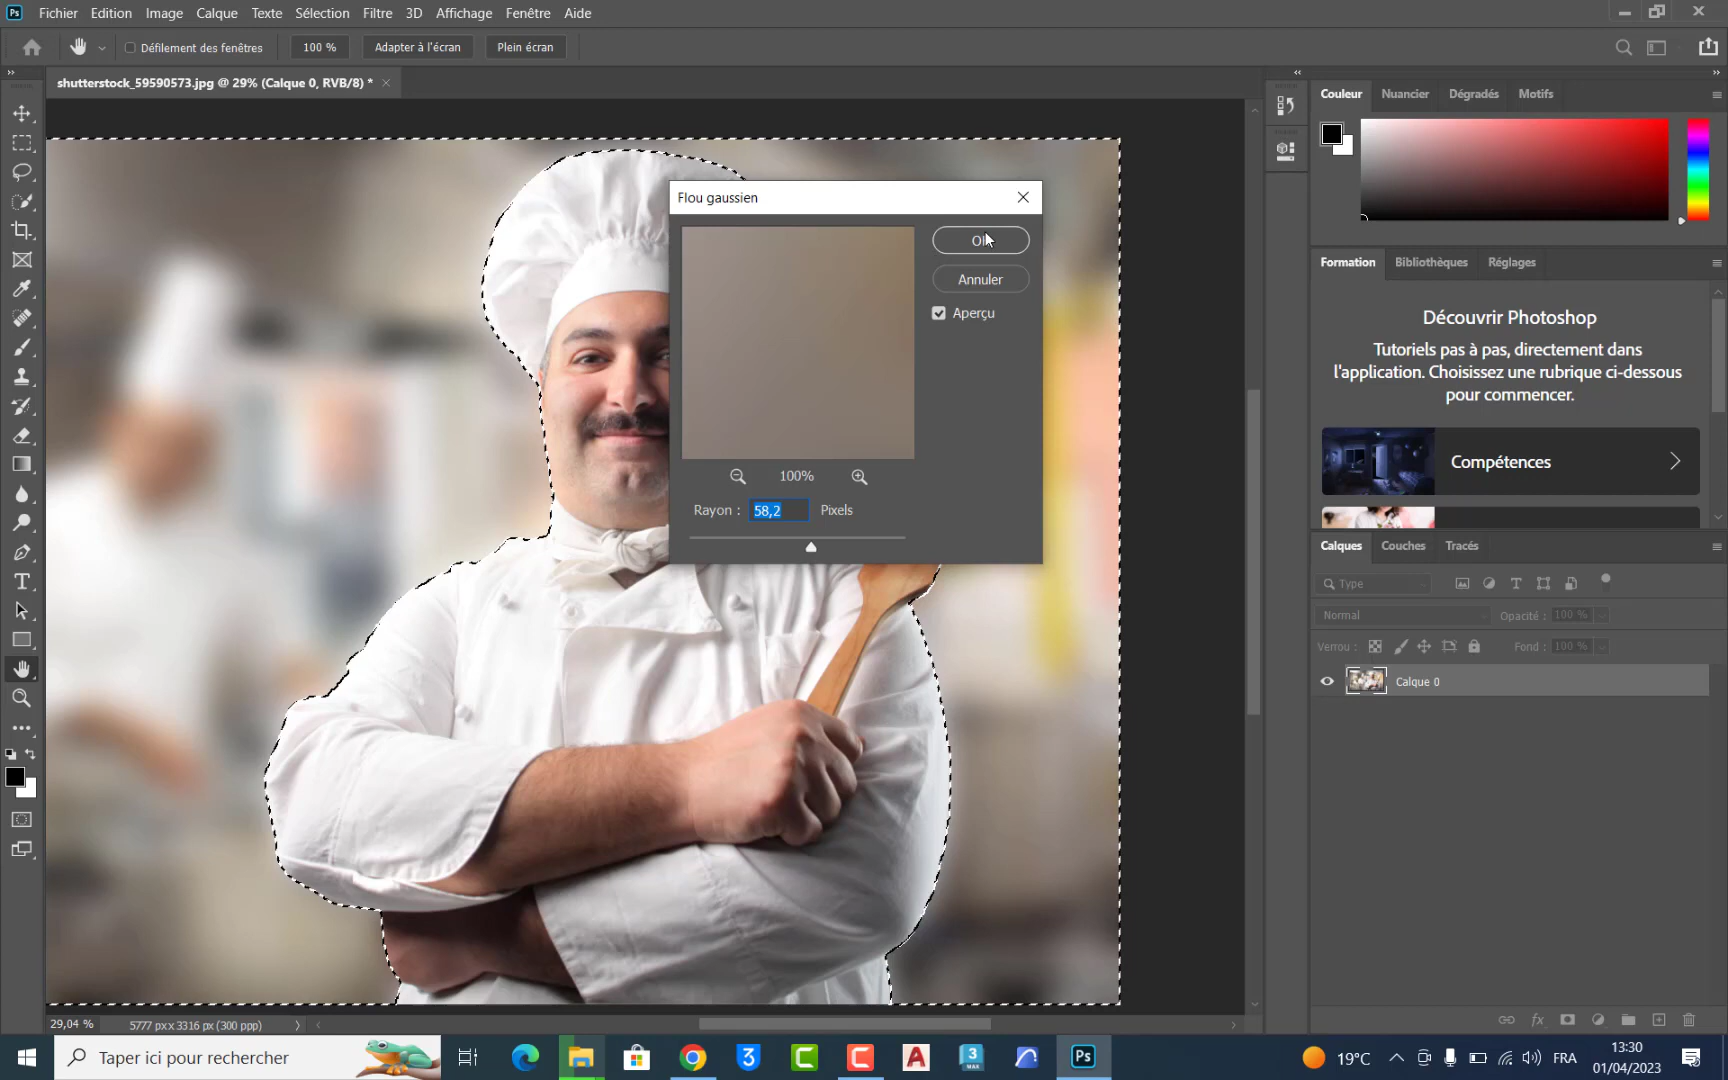 Ps Fichier Edition Image Calque Texte Sélection Filtre 3D Affichage Fenêtre Aide
Défilement des fenêtres 100 % Adapter à l'écran Plein écran
shutterstock_59590573.jpg @ 29% (Calque 0, RVB/8) *
Couleur Nuancier Dégradés Motifs
Flou gaussien
OK
Annuler
Aperçu
100%
Rayon : 58,2 Pixels
Formation Bibliothèques Réglages
Découvrir Photoshop
Tutoriels pas à pas, directement dans
l'application. Choisissez une rubrique ci-dessous
pour commencer.
Compétences
Calques Couches Tracés
Type
Normal Opacité : 100 %
Verrou : Fond : 100 %
Calque 0
29,04 % 5777 px x 3316 px (300 ppp)
Taper ici pour rechercher
Ps
19°C
FRA
13:30
01/04/2023